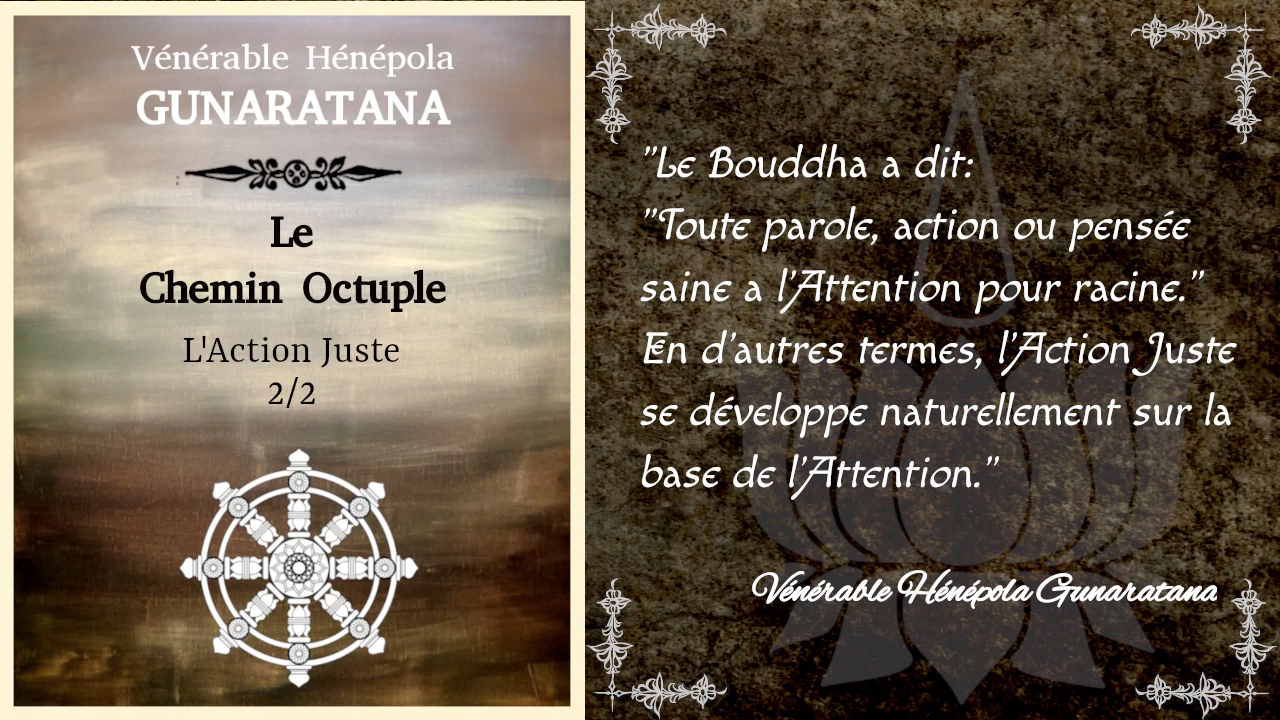 Vénérable Hénépola
GUNARATANA
Le
Chemin Octuple
L'Action Juste
2/2
"Le Bouddha a dit:
"Toute parole, action ou pensée
saine a l'Attention pour racine."
En d'autres termes, l'Action Juste
se développe naturellement sur la
base de l'Attention."
Vénérable Hénépola Gunaratana